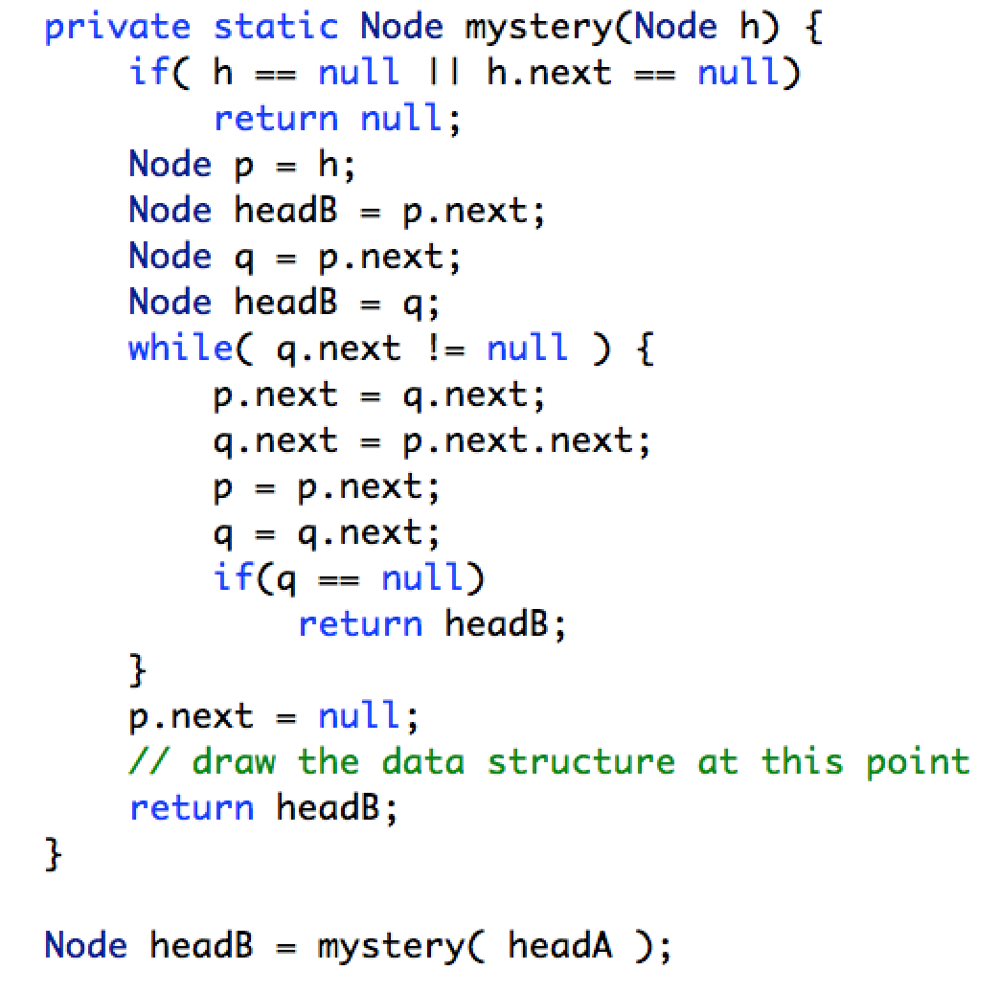 private static Node mystery(Node h) {
    if( h == null || h.next == null)
        return null;
    Node p = h;
    Node headB = p.next;
    Node q = p.next;
    Node headB = q;
    while( q.next != null ) {
        p.next = q.next;
        q.next = p.next.next;
        p = p.next;
        q = q.next;
        if(q == null)
            return headB;
    }
    p.next = null;
    // draw the data structure at this point
    return headB;
}

Node headB = mystery( headA );